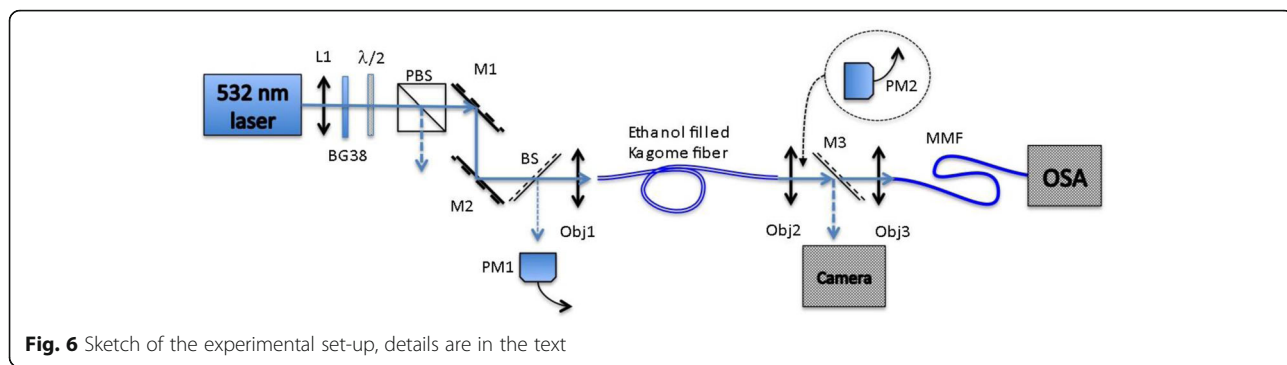 L1
λ/2
532 nm
laser
BG38
PBS
M1
M2
BS
Obj1
PM1
Ethanol filled
Kagome fiber
PM2
M3
Obj2
Obj3
MMF
OSA
Camera
Fig. 6 Sketch of the experimental set-up, details are in the text